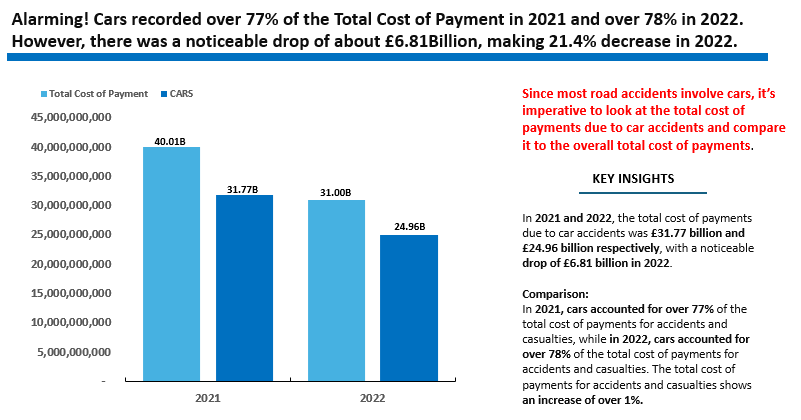 Alarming! Cars recorded over 77% of the Total Cost of Payment in 2021 and over 78% in 2022.
However, there was a noticeable drop of about £6.81Billion, making 21.4% decrease in 2022.
Total Cost of Payment
CARS
45,000,000,000
40,000,000,000
35,000,000,000
30,000,000,000
25,000,000,000
20,000,000,000
15,000,000,000
10,000,000,000
5,000,000,000
-
40.01B
31.77B
31.00B
24.96B
2021
2022
Since most road accidents involve cars, it's
imperative to look at the total cost of
payments due to car accidents and compare
it to the overall total cost of payments.
KEY INSIGHTS
In 2021 and 2022, the total cost of payments
due to car accidents was £31.77 billion and
£24.96 billion respectively, with a noticeable
drop of £6.81 billion in 2022.
Comparison:
In 2021, cars accounted for over 77% of the
total cost of payments for accidents and
casualties, while in 2022, cars accounted for
over 78% of the total cost of payments for
accidents and casualties. The total cost of
payments for accidents and casualties shows
an increase of over 1%.